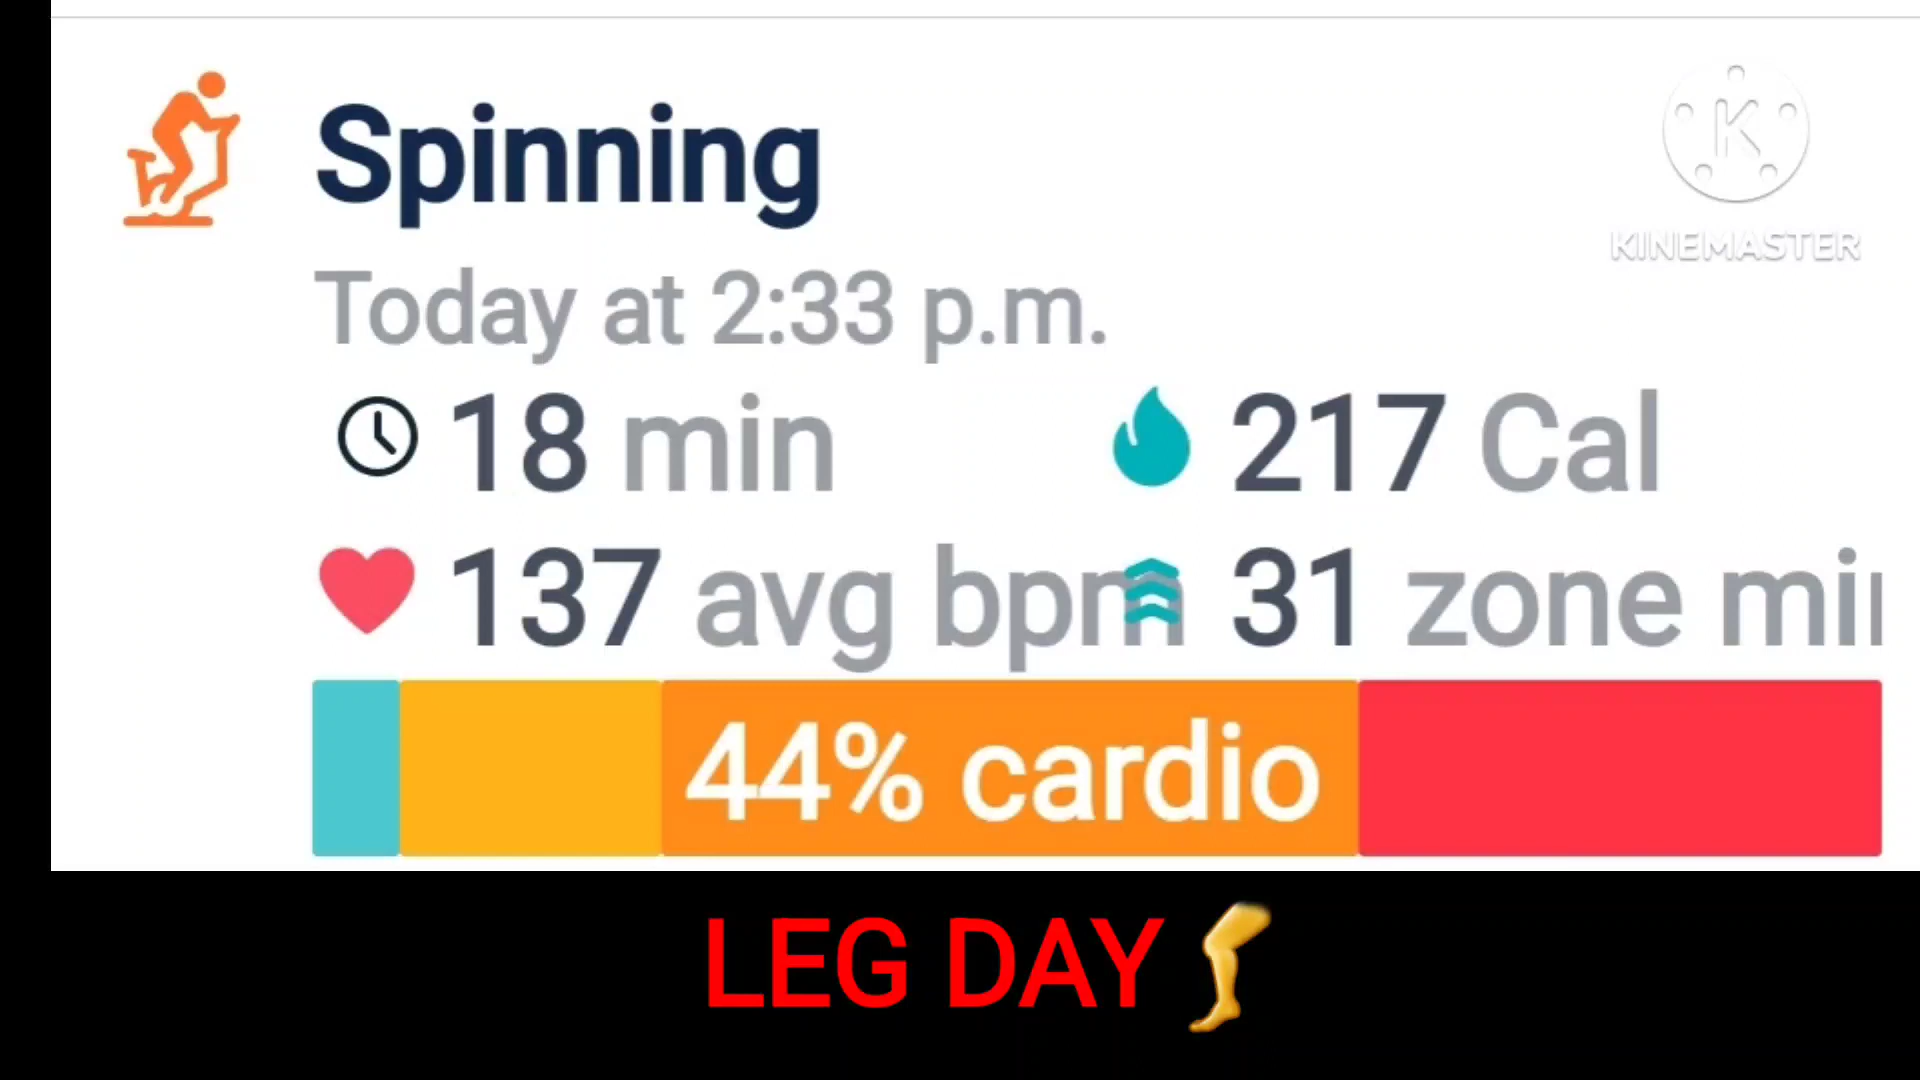 Spinning
K
KINEMASTER
Today at 2:33 p.m.
18 min
217 Cal
137 avg bpm
31 zone min
44% cardio
LEG DAY🦵